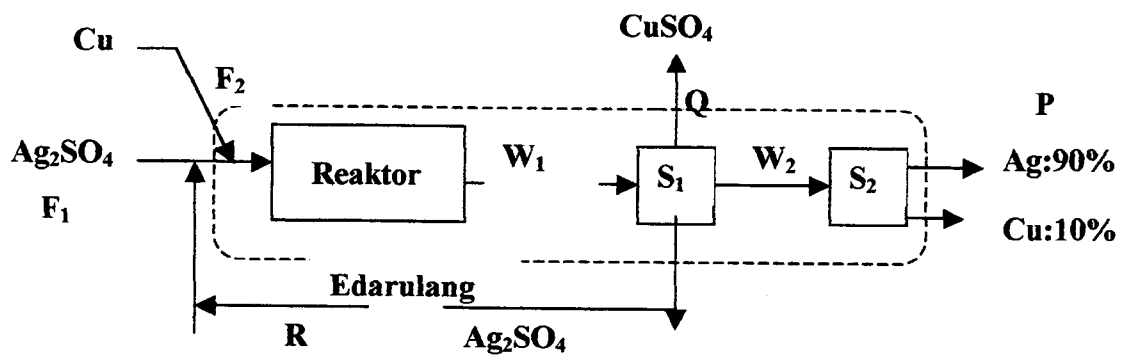 CuSO₄
Cu
F₂
Q
P
Ag₂SO₄
W₁
W₂
Ag:90%
Reaktor
S₁
S₂
F₁
Cu:10%
Edarulang
R
Ag₂SO₄